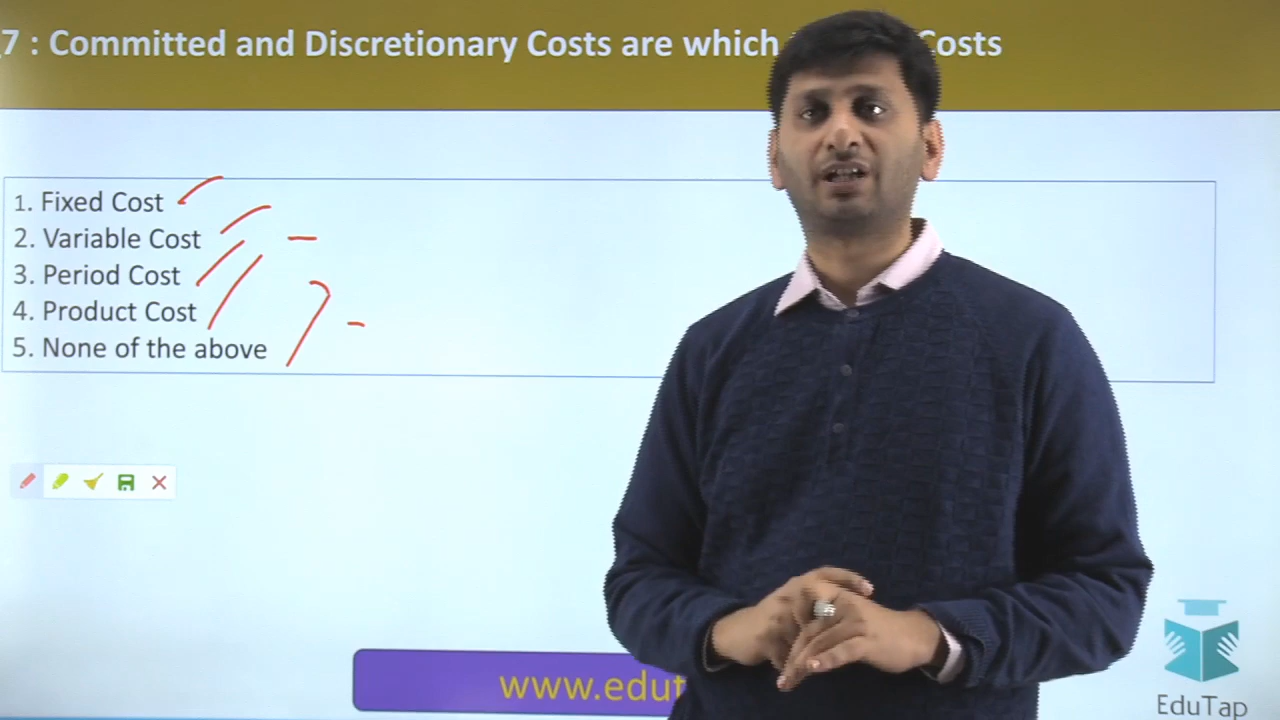 7 : Committed and Discretionary Costs are which Costs
1. Fixed Cost
2. Variable Cost
3. Period Cost
4. Product Cost
5. None of the above
www.edut
EduTap